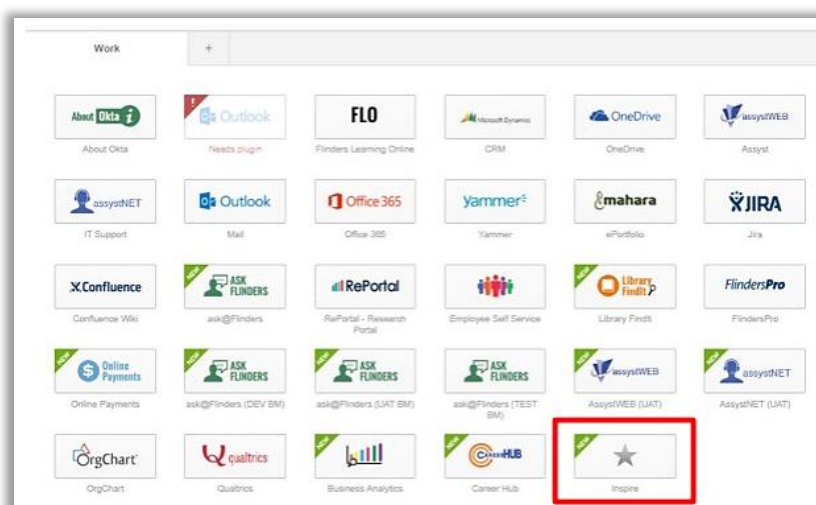 Work +
About Okta i
About Okta
! Outlook
Needs plugin
FLO
Flinders Learning Online
Microsoft Dynamics
CRM
OneDrive
OneDrive
assystWEB
Assyst
assystNET
IT Support
Outlook
Mail
Office 365
Office 365
yammer
Yammer
mahara
ePortfolio
JIRA
Jira
XConfluence
Confluence Wiki
NEW
ASK
FLINDERS
ask@Flinders
RePortal
RePortal - Research
Portal
Employee Self Service
NEW
Library
FindIt
Library FindIt
FlindersPro
FlindersPro
NEW
$ Online
Payments
Online Payments
NEW
ASK
FLINDERS
ask@Flinders (DEV BM)
NEW
ASK
FLINDERS
ask@Flinders (UAT BM)
ASK
FLINDERS
ask@Flinders (TEST
BM)
NEW
assystWEB
AssystWEB (UAT)
NEW
assystNET
AssystNET (UAT)
OrgChart
OrgChart
qualtrics
Qualtrics
NEW
Business Analytics
NEW
CareerHUB
Career Hub
NEW
Inspire